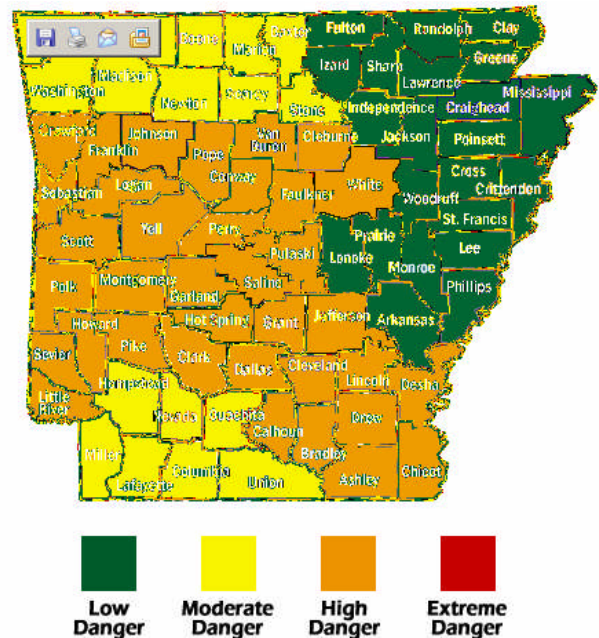 Fulton
Randolph
Clay
Boone
Marion
Baxter
Izard
Sharp
Greene
Lawrence
Washington
Madison
Newton
Searcy
Stone
Independence
Craighead
Mississippi
Crawford
Franklin
Johnson
Pope
Van
Buren
Cleburne
Jackson
Poinsett
Logan
Conway
White
Cross
Crittenden
Sebastian
Faulkner
Woodruff
Scott
Yell
Perry
Pulaski
Prairie
St. Francis
Lonoke
Lee
Polk
Montgomery
Garland
Saline
Monroe
Phillips
Howard
Hot Spring
Grant
Jefferson
Arkansas
Sevier
Pike
Clark
Dallas
Cleveland
Lincoln
Desha
Little
River
Hempstead
Nevada
Ouachita
Calhoun
Drew
Bradley
Miller
Lafayette
Columbia
Union
Ashley
Chicot
Low
Danger
Moderate
Danger
High
Danger
Extreme
Danger